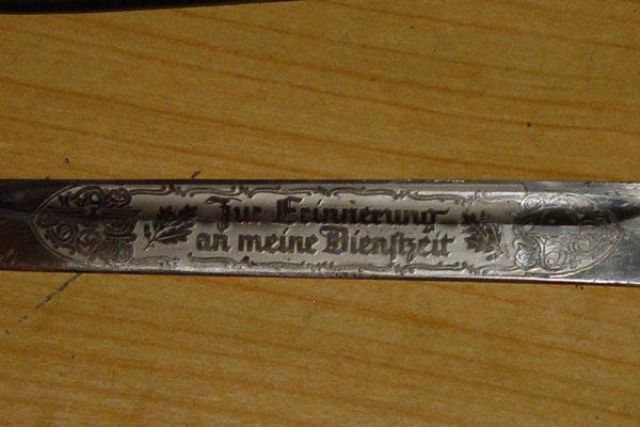 Zur Erinnerung
an meine Dienstzeit